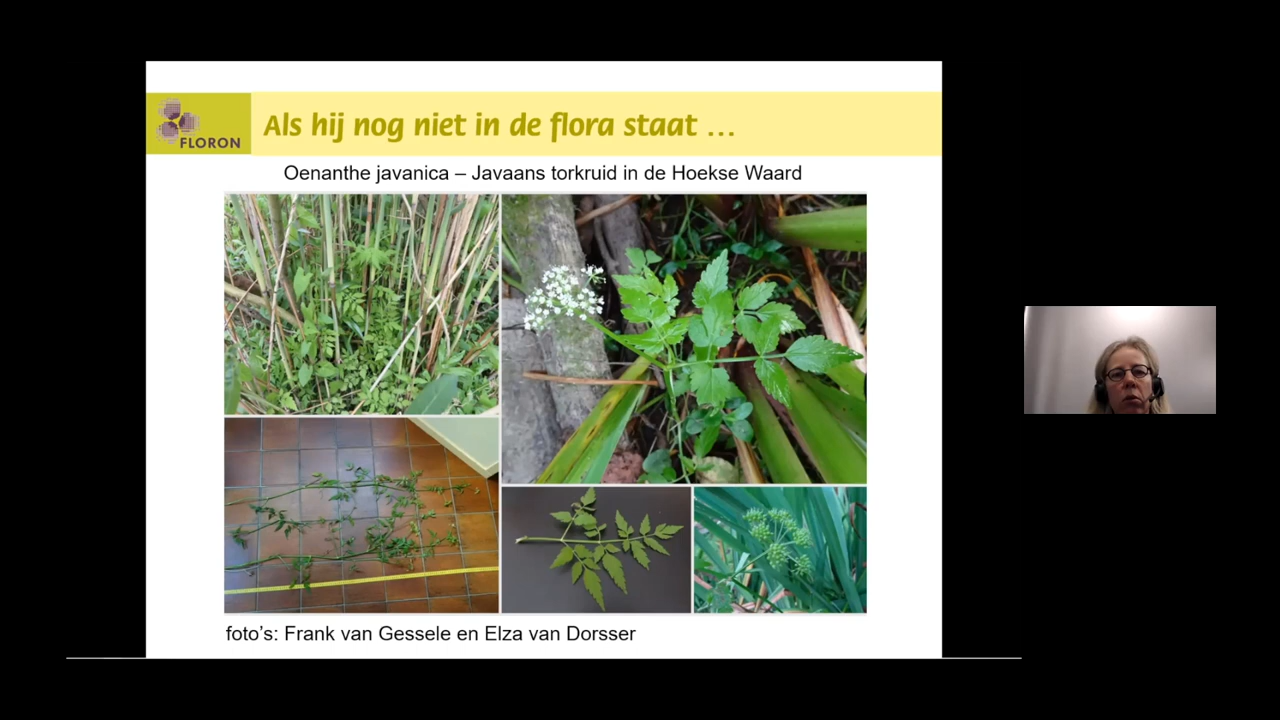 FLORON
Als hij nog niet in de flora staat ...
Oenanthe javanica – Javaans torkruid in de Hoekse Waard
foto's: Frank van Gessele en Elza van Dorsser